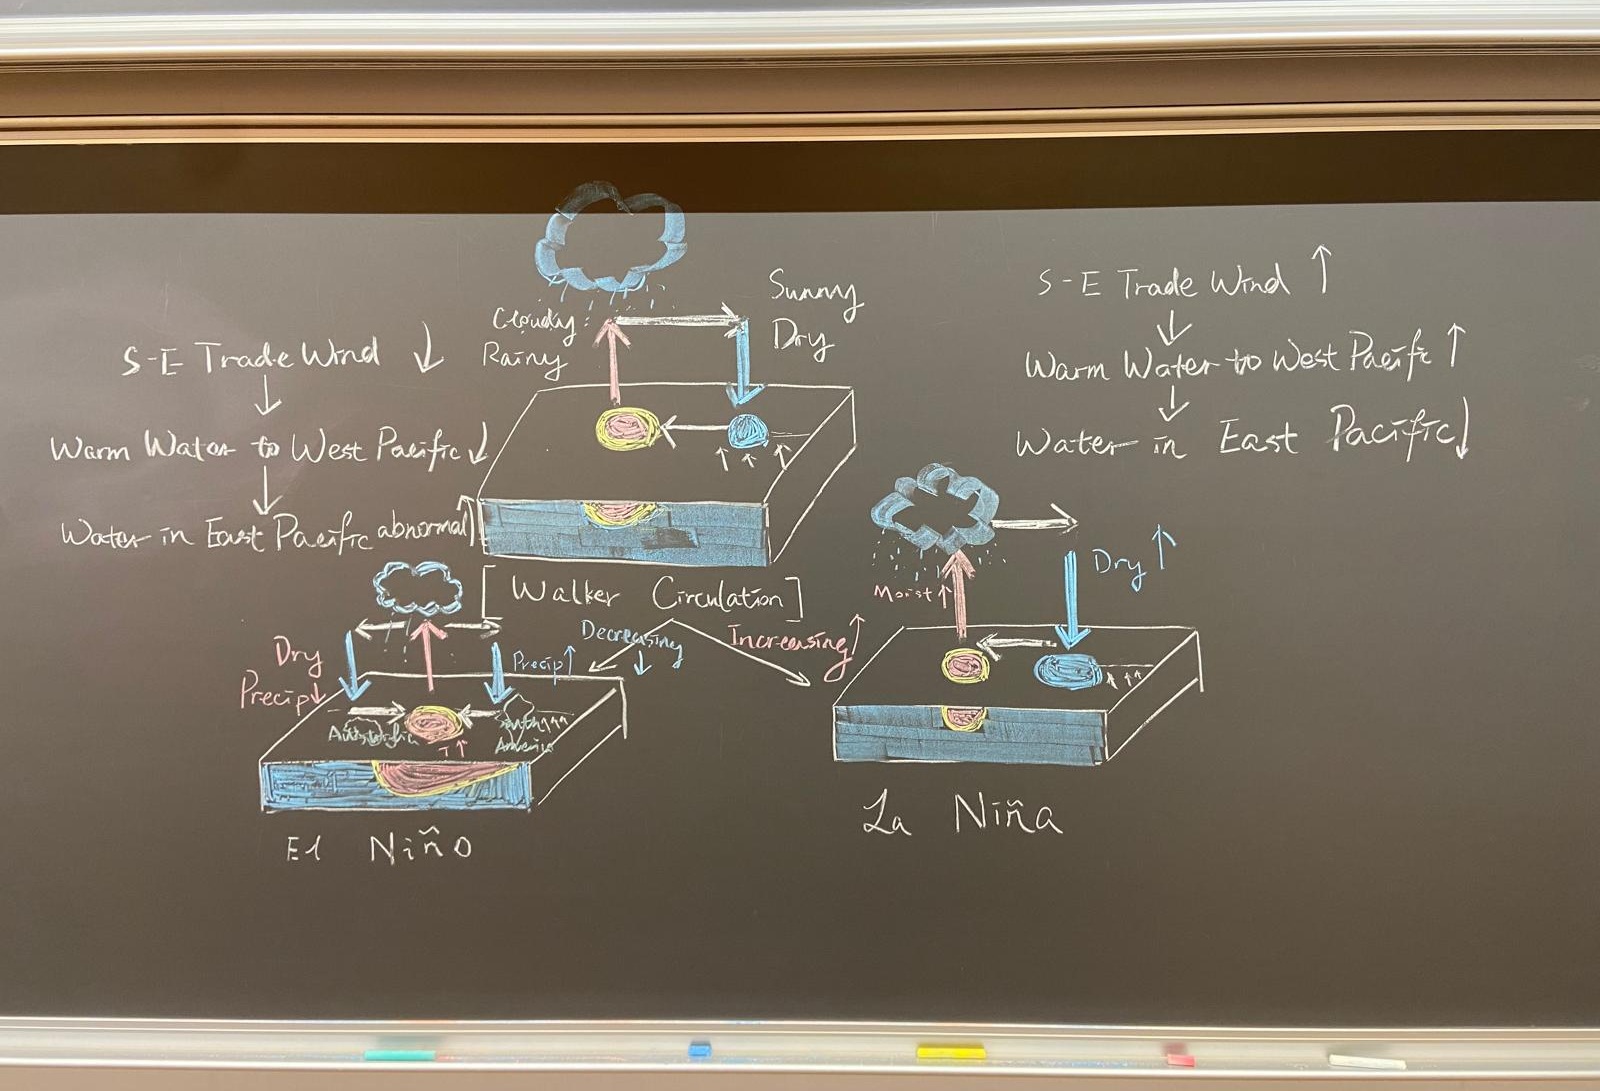 S-E Trade Wind ↓
↓
Warm Water to West Pacific ↓
↓
Water in East Pacific abnormal ↑
Cloudy
Rainy
Sunny
Dry
[Walker Circulation]
Decreasing ↓
Increasing ↑
S-E Trade Wind ↑
↓
Warm Water to West Pacific ↑
↓
Water in East Pacific ↓
Dry
Precip ↓
Precip ↑
T ↑
South
America
El Niño
Moist ↑
Dry ↑
La Niña